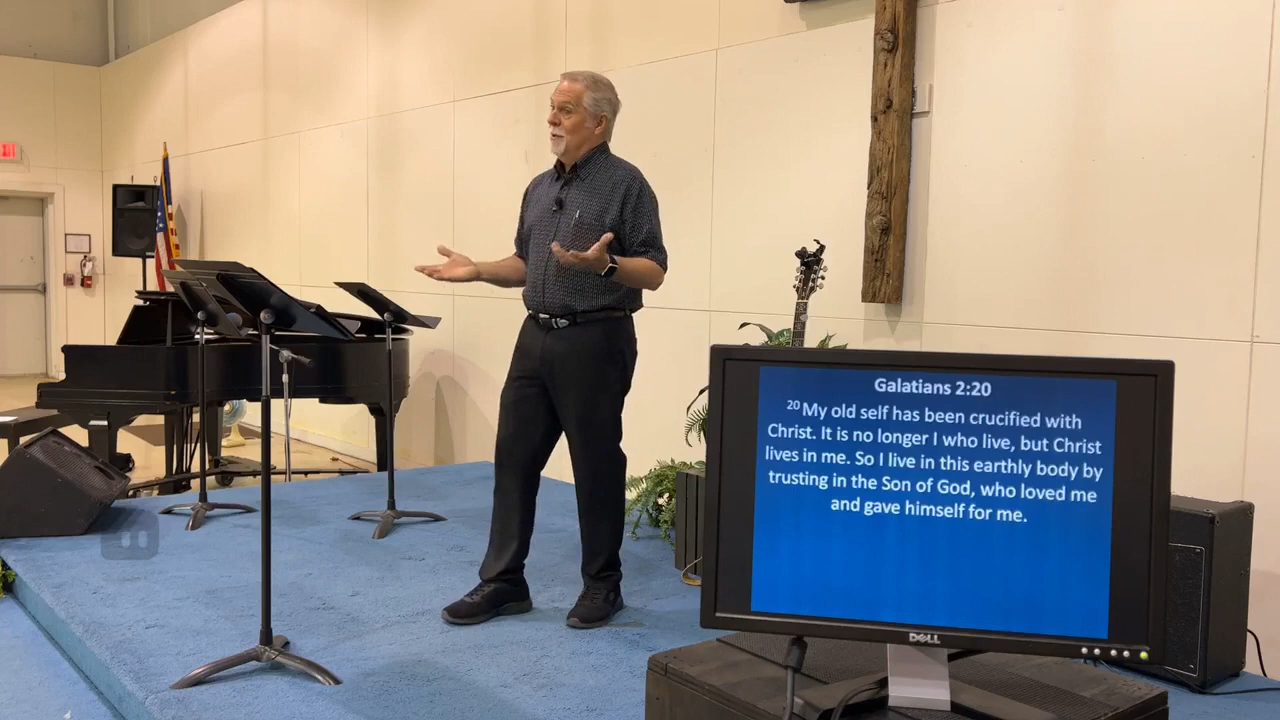 Galatians 2:20
20 My old self has been crucified with
Christ. It is no longer I who live, but Christ
lives in me. So I live in this earthly body by
trusting in the Son of God, who loved me
and gave himself for me.
DELL